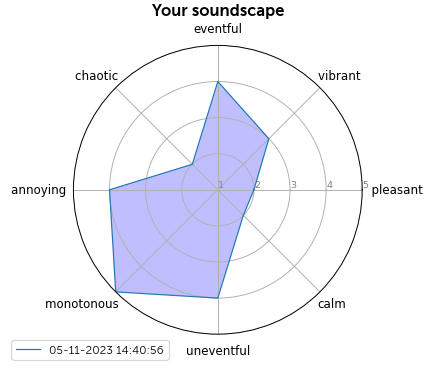 Your soundscape
eventful
chaotic
vibrant
annoying
1 2 3 4 5
pleasant
monotonous
calm
05-11-2023 14:40:56
uneventful